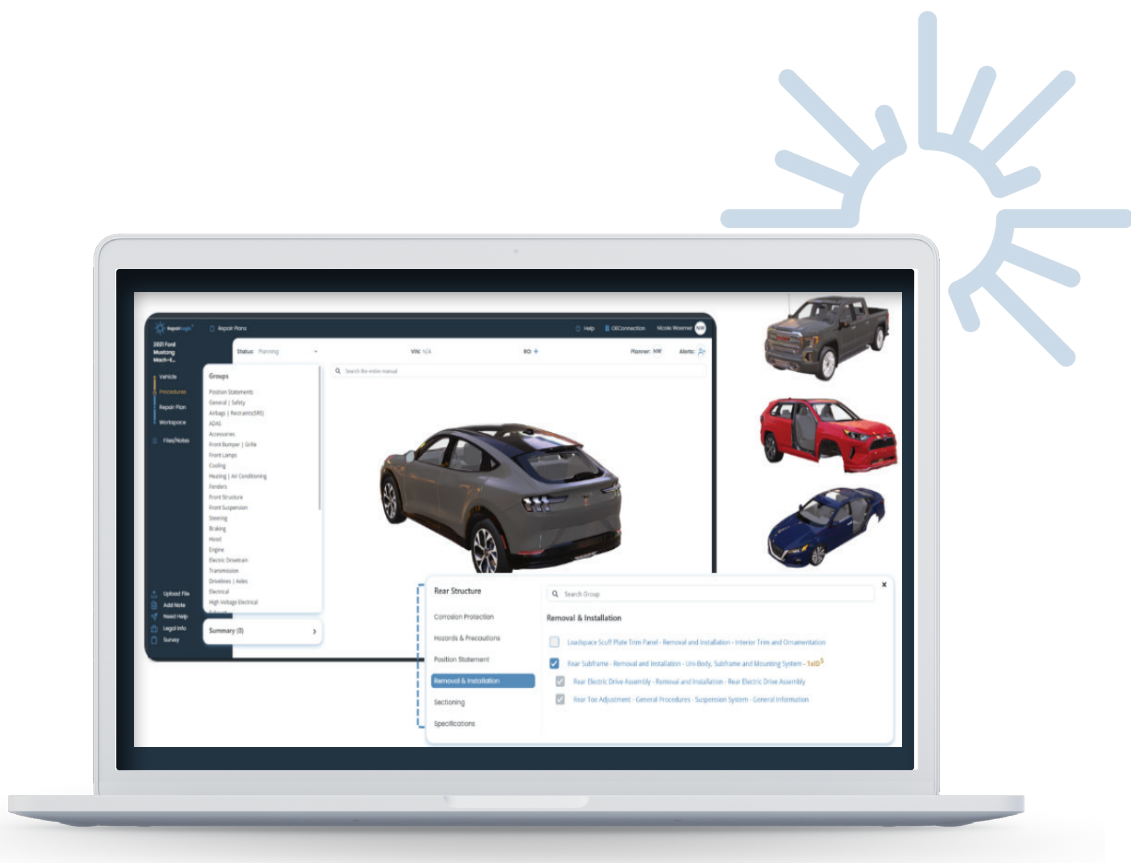 RepairLogic
Repair Plans
Help
OEConnection
Nicole Woerner
NW
2021 Ford
Mustang
Mach-E...
Status: Planning
VIN: N/A
RO: +
Planner: NW
Alerts:
Vehicle
Procedures
Repair Plan
Workspace
Files/Notes
Upload File
Add Note
Need Help
Legal Info
Survey
Groups
Position Statements
General | Safety
Airbags | Restraints(SRS)
ADAS
Accessories
Front Bumper | Grille
Front Lamps
Cooling
Heating | Air Conditioning
Fenders
Front Structure
Front Suspension
Steering
Braking
Hood
Engine
Electric Drivetrain
Transmission
Drivelines | Axles
Electrical
High Voltage Electrical
Summary (0)
Search the entire manual
Rear Structure
Corrosion Protection
Hazards & Precautions
Position Statement
Removal & Installation
Sectioning
Specifications
Search Group
x
Removal & Installation
Loadspace Scuff Plate Trim Panel - Removal and Installation - Interior Trim and Ornamentation
Rear Subframe - Removal and Installation - Uni-Body, Subframe and Mounting System -
Rear Electric Drive Assembly - Removal and Installation - Rear Electric Drive Assembly
Rear Toe Adjustment - General Procedures - Suspension System - General Information